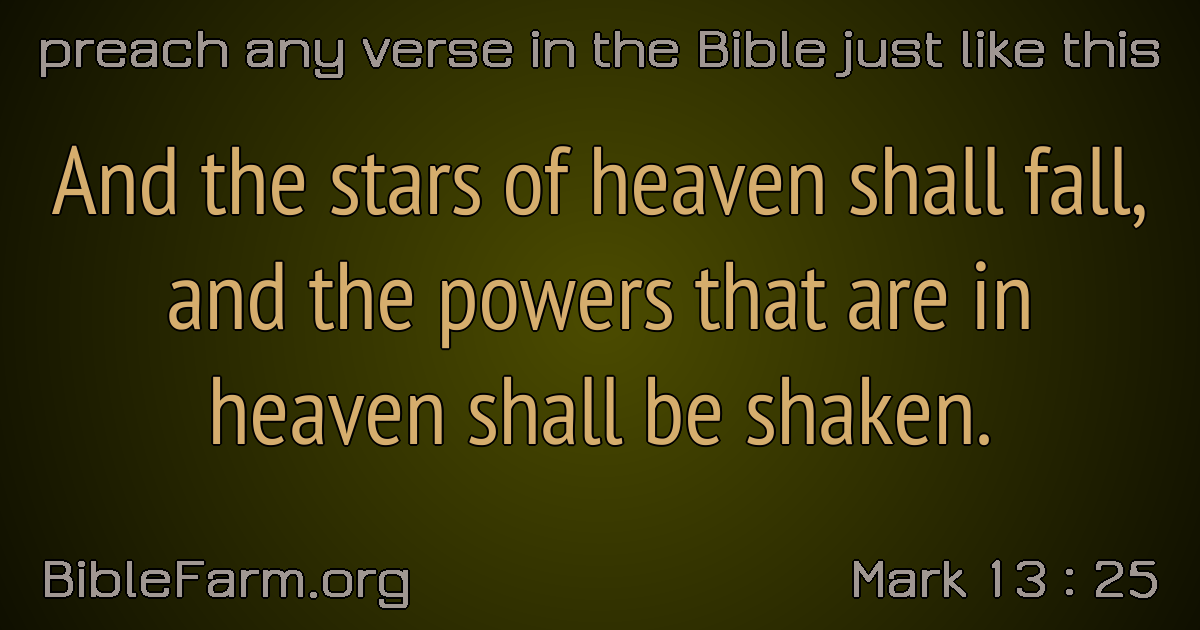 preach any verse in the Bible just like this
And the stars of heaven shall fall,
and the powers that are in
heaven shall be shaken.
BibleFarm.org
Mark 13 : 25